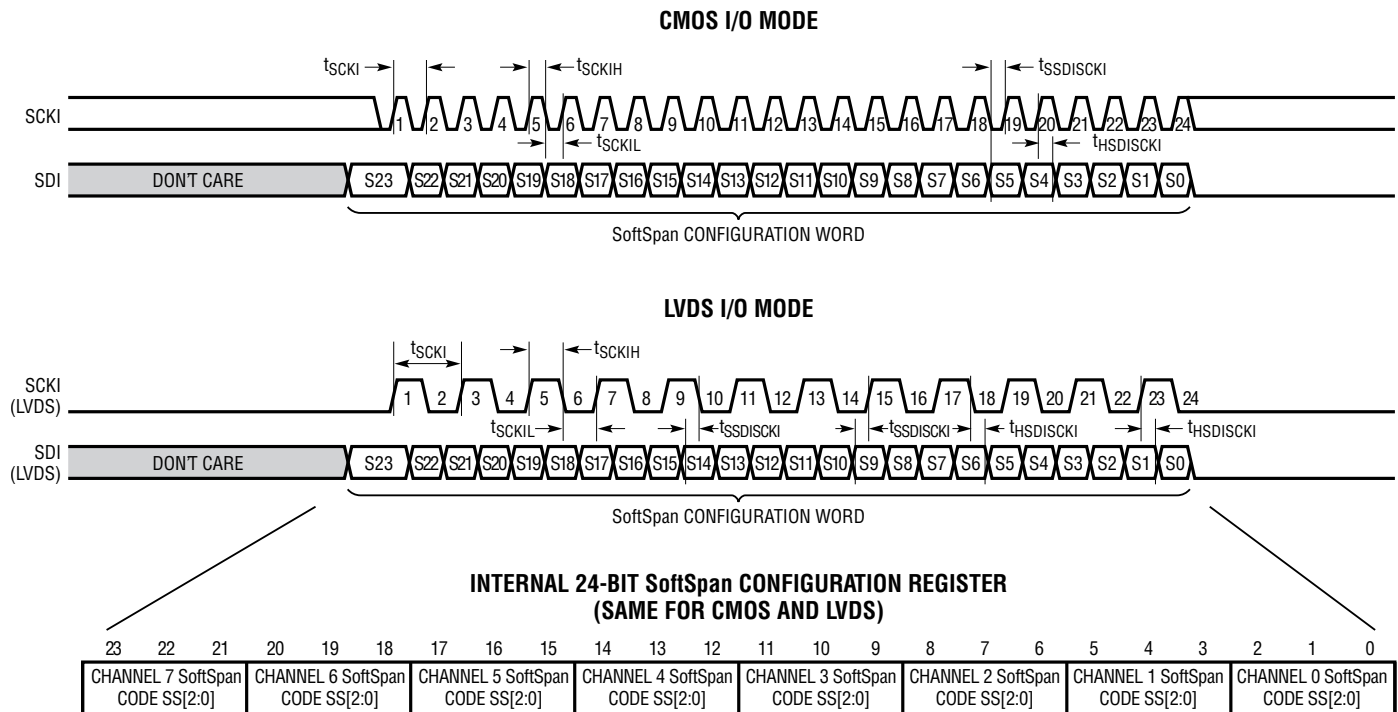 CMOS I/O MODE
tSCKI
tSCKIH
tSSDISCKI
SCKI
1 2 3 4 5 6 7 8 9 10 11 12 13 14 15 16 17 18 19 20 21 22 23 24
tSCKIL
tHSDISCKI
SDI
DON'T CARE
S23 S22 S21 S20 S19 S18 S17 S16 S15 S14 S13 S12 S11 S10 S9 S8 S7 S6 S5 S4 S3 S2 S1 S0
SoftSpan CONFIGURATION WORD
LVDS I/O MODE
tSCKI
tSCKIH
SCKI
(LVDS)
1 2 3 4 5 6 7 8 9 10 11 12 13 14 15 16 17 18 19 20 21 22 23 24
tSCKIL
tSSDISCKI
tSSDISCKI
tHSDISCKI
tHSDISCKI
SDI
(LVDS)
DON'T CARE
S23 S22 S21 S20 S19 S18 S17 S16 S15 S14 S13 S12 S11 S10 S9 S8 S7 S6 S5 S4 S3 S2 S1 S0
SoftSpan CONFIGURATION WORD
INTERNAL 24-BIT SoftSpan CONFIGURATION REGISTER
(SAME FOR CMOS AND LVDS)
23 22 21 20 19 18 17 16 15 14 13 12 11 10 9 8 7 6 5 4 3 2 1 0
CHANNEL 7 SoftSpan
CODE SS[2:0]
CHANNEL 6 SoftSpan
CODE SS[2:0]
CHANNEL 5 SoftSpan
CODE SS[2:0]
CHANNEL 4 SoftSpan
CODE SS[2:0]
CHANNEL 3 SoftSpan
CODE SS[2:0]
CHANNEL 2 SoftSpan
CODE SS[2:0]
CHANNEL 1 SoftSpan
CODE SS[2:0]
CHANNEL 0 SoftSpan
CODE SS[2:0]